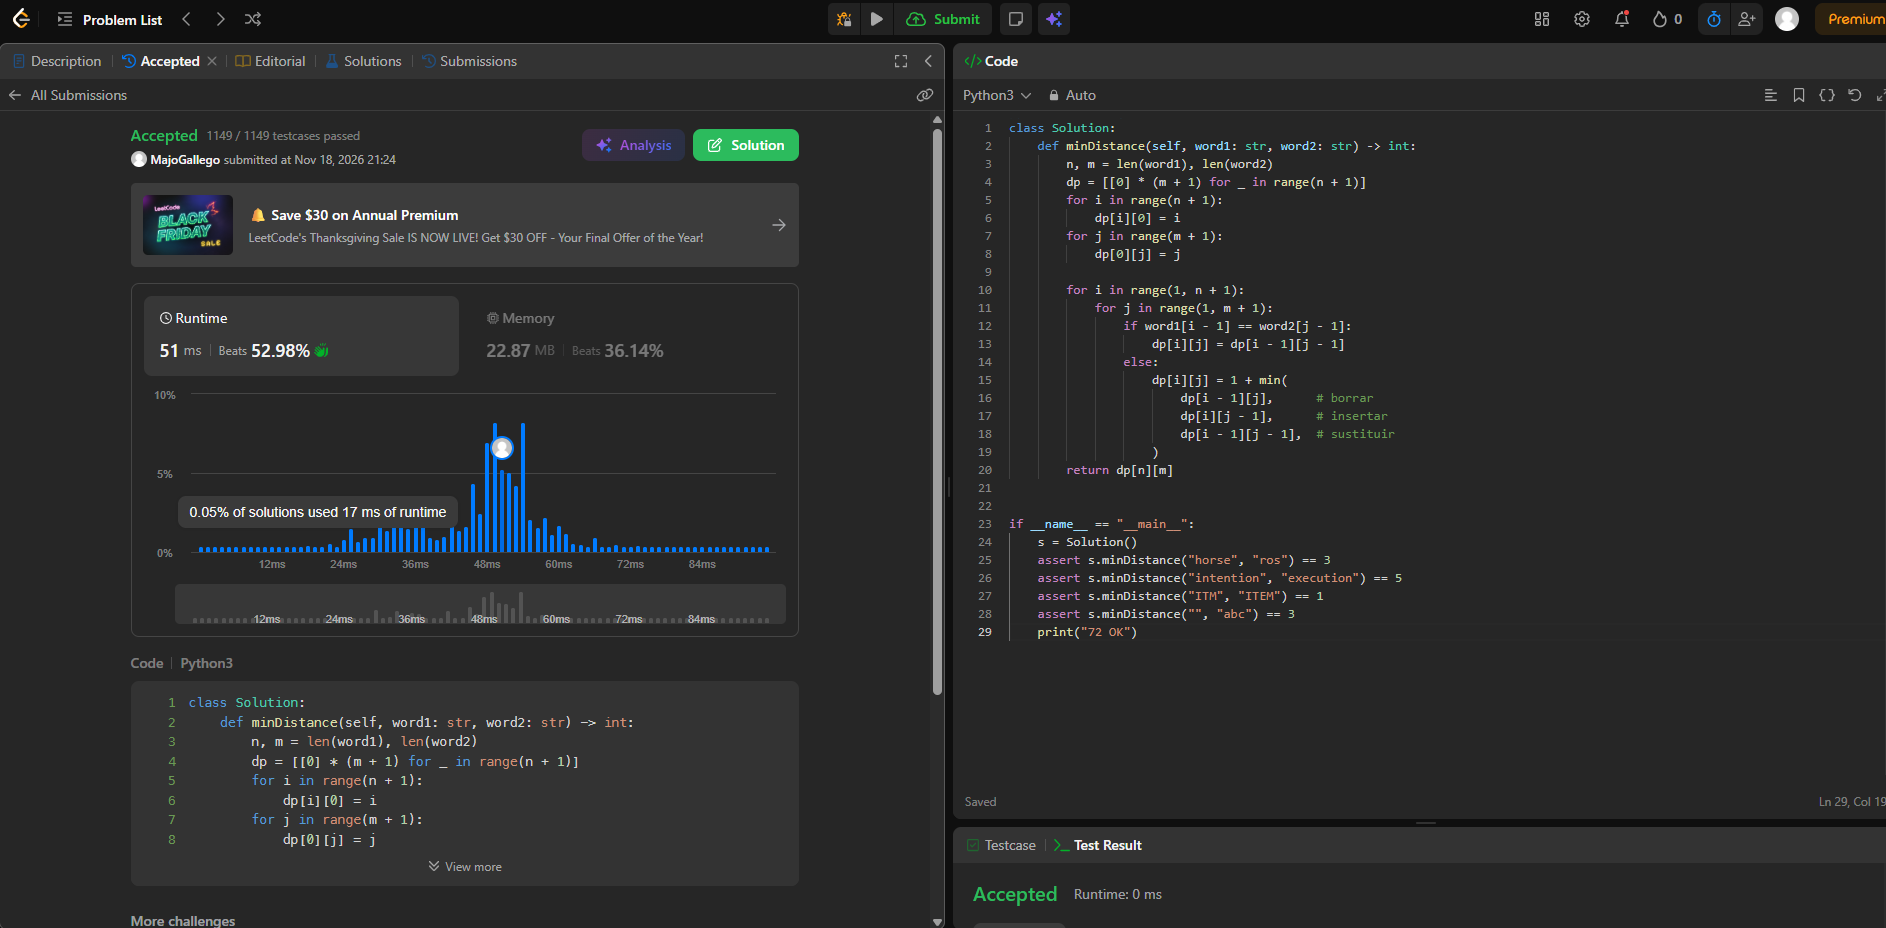 Problem List
Submit
0
Premium
Description
Accepted
Editorial
Solutions
Submissions
All Submissions
Accepted 1149 / 1149 testcases passed
MajoGallego submitted at Nov 18, 2026 21:24
Analysis
Solution
LeetCode
BLACK
FRIDAY
SALE
Save $30 on Annual Premium
LeetCode's Thanksgiving Sale IS NOW LIVE! Get $30 OFF - Your Final Offer of the Year!
Runtime
51 ms Beats 52.98%
Memory
22.87 MB Beats 36.14%
10%
5%
0.05% of solutions used 17 ms of runtime
0%
12ms 24ms 36ms 48ms 60ms 72ms 84ms
12ms 24ms 36ms 48ms 60ms 72ms 84ms
Code Python3
1 class Solution:
2     def minDistance(self, word1: str, word2: str) -> int:
3         n, m = len(word1), len(word2)
4         dp = [[0] * (m + 1) for _ in range(n + 1)]
5         for i in range(n + 1):
6             dp[i][0] = i
7         for j in range(m + 1):
8             dp[0][j] = j
View more
More challenges
</> Code
Python3
Auto
1 class Solution:
2     def minDistance(self, word1: str, word2: str) -> int:
3         n, m = len(word1), len(word2)
4         dp = [[0] * (m + 1) for _ in range(n + 1)]
5         for i in range(n + 1):
6             dp[i][0] = i
7         for j in range(m + 1):
8             dp[0][j] = j
9
10         for i in range(1, n + 1):
11             for j in range(1, m + 1):
12                 if word1[i - 1] == word2[j - 1]:
13                     dp[i][j] = dp[i - 1][j - 1]
14                 else:
15                     dp[i][j] = 1 + min(
16                         dp[i - 1][j],      # borrar
17                         dp[i][j - 1],      # insertar
18                         dp[i - 1][j - 1],  # sustituir
19                     )
20         return dp[n][m]
21
22
23 if __name__ == "__main__":
24     s = Solution()
25     assert s.minDistance("horse", "ros") == 3
26     assert s.minDistance("intention", "execution") == 5
27     assert s.minDistance("ITM", "ITEM") == 1
28     assert s.minDistance("", "abc") == 3
29     print("72 OK")
Saved
Ln 29, Col 19
Testcase
Test Result
Accepted Runtime: 0 ms